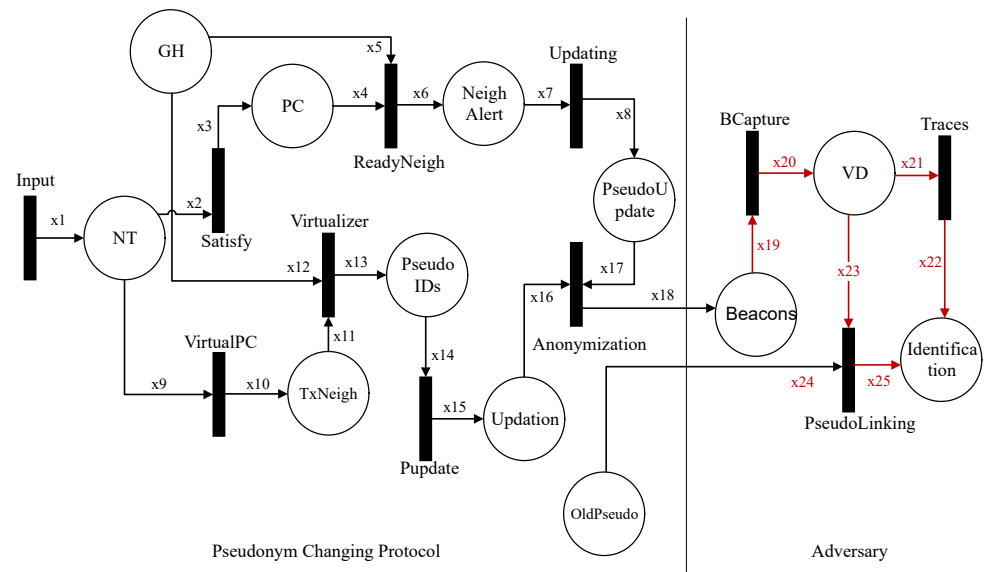 GH
x5
Updating
PC
x4
x6
Neigh
Alert
x7
x8
x3
ReadyNeigh
BCapture
Traces
x20
VD
x21
Input
x1
NT
x2
Satisfy
PseudoU
pdate
Virtualizer
x12
x13
Pseudo
IDs
x16
x17
x18
x19
x23
x22
Beacons
VirtualPC
x11
x14
Anonymization
Identifica
tion
x9
x10
TxNeigh
x15
Updation
x24
x25
PseudoLinking
Pupdate
OldPseudo
Pseudonym Changing Protocol
Adversary